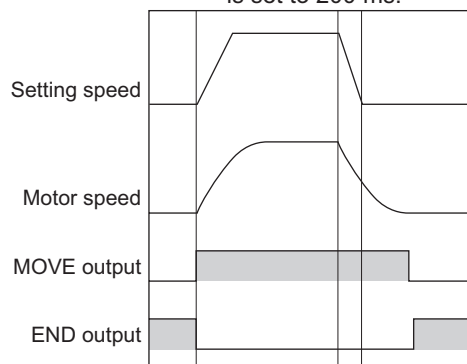 is set to 200 ms.
Setting speed
Motor speed
MOVE output
END output